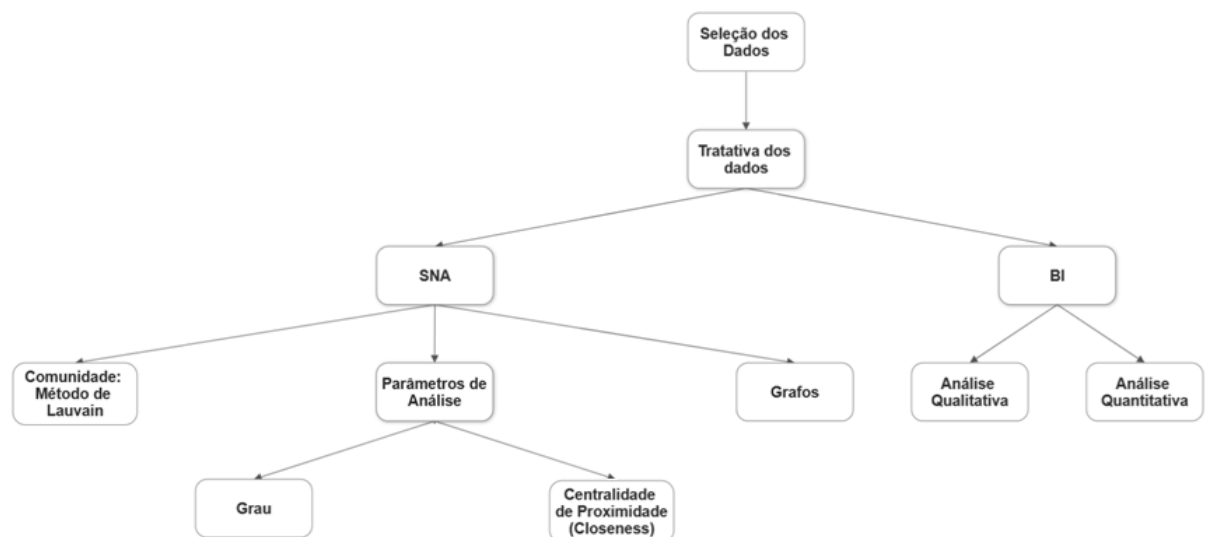 Seleção dos
Dados
Tratativa dos
dados
SNA
BI
Comunidade:
Método de
Lauvain
Parâmetros de
Análise
Grafos
Análise
Qualitativa
Análise
Quantitativa
Grau
Centralidade
de Proximidade
(Closeness)